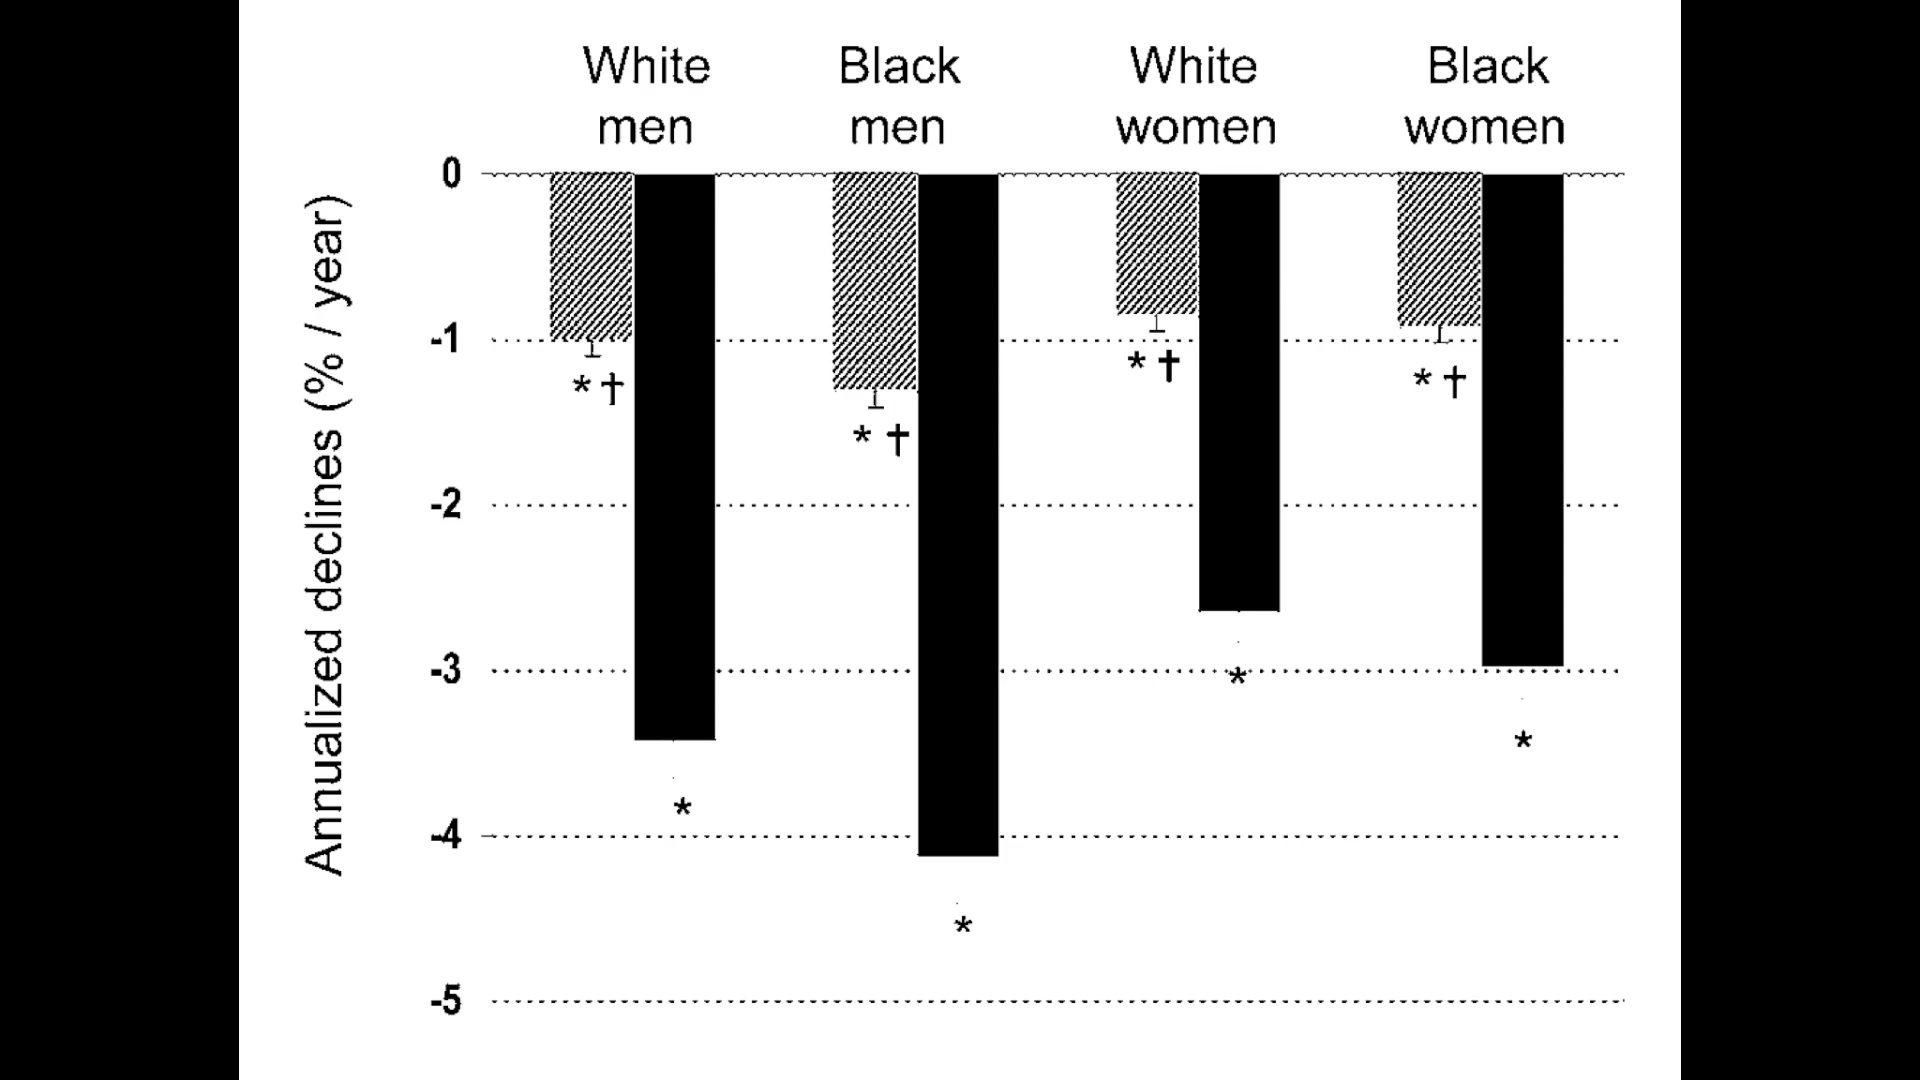 White Black White Black
men men women women
0
-1
* † * † * † * †
-2
-3
* * * *
-4
-5
Annualized declines (% / year)